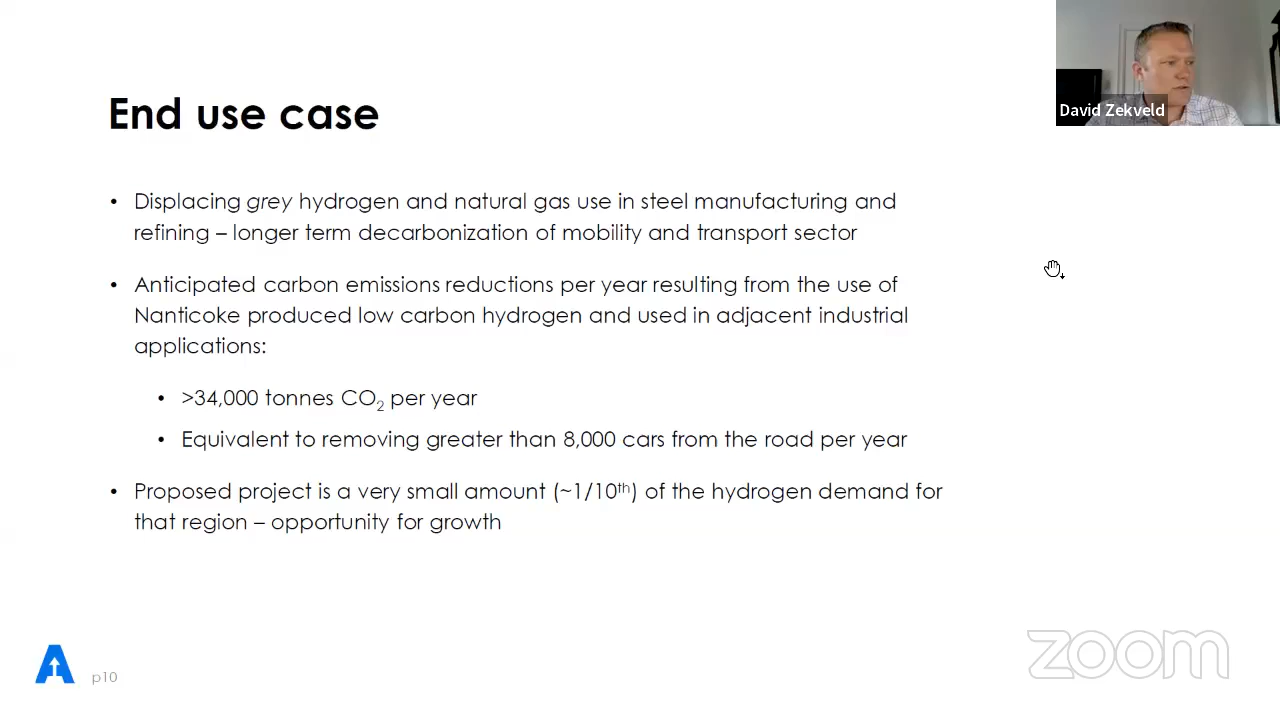 David Zekveld
End use case
• Displacing grey hydrogen and natural gas use in steel manufacturing and
refining – longer term decarbonization of mobility and transport sector
• Anticipated carbon emissions reductions per year resulting from the use of
Nanticoke produced low carbon hydrogen and used in adjacent industrial
applications:
• >34,000 tonnes CO₂ per year
• Equivalent to removing greater than 8,000 cars from the road per year
• Proposed project is a very small amount (~1/10ᵗʰ) of the hydrogen demand for
that region – opportunity for growth
A
p10
zoom